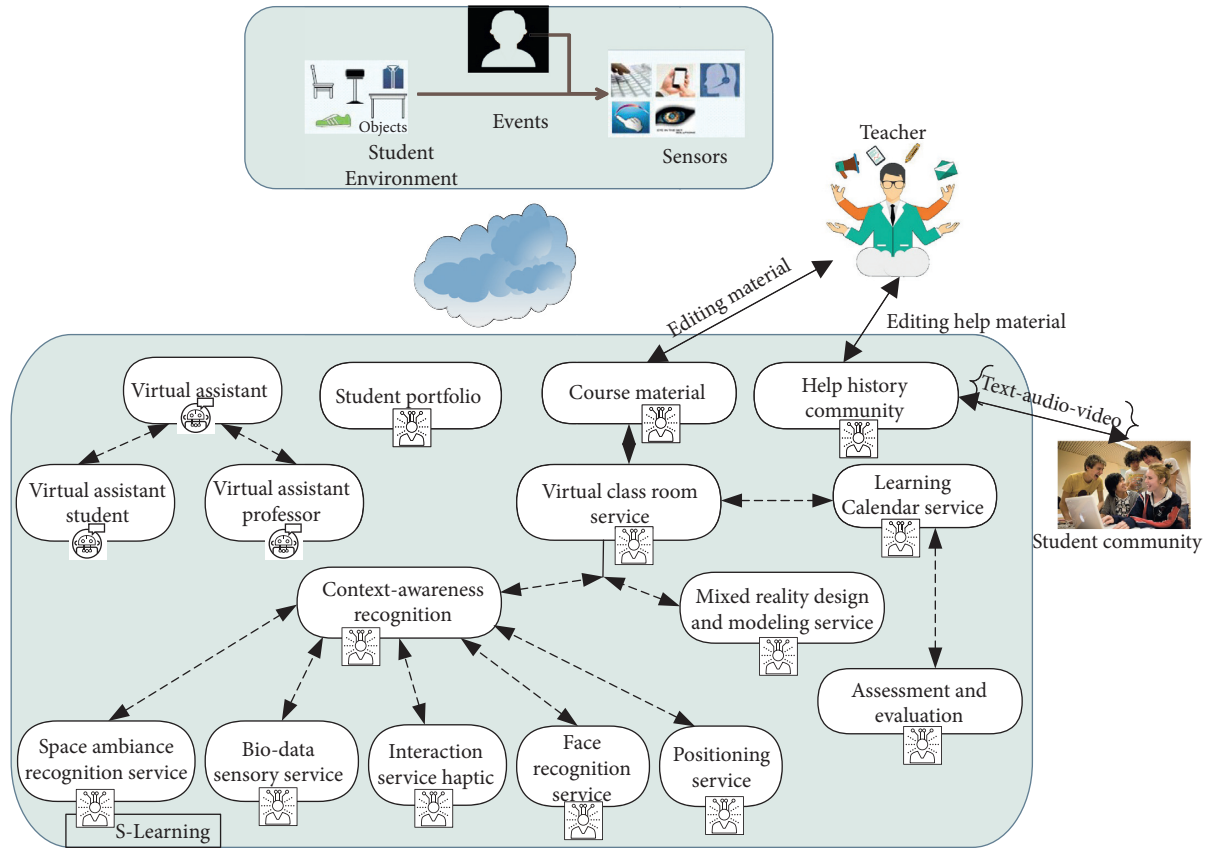 Objects
Student
Environment
Events
Sensors
Teacher
Editing material
Editing help material
Text-audio-video
Virtual assistant
Student portfolio
Course material
Help history
community
Virtual assistant
student
Virtual assistant
professor
Virtual class room
service
Learning
Calendar service
Student community
Context-awareness
recognition
Mixed reality design
and modeling service
Assessment and
evaluation
Space ambiance
recognition service
Bio-data
sensory service
Interaction
service haptic
Face
recognition
service
Positioning
service
S-Learning